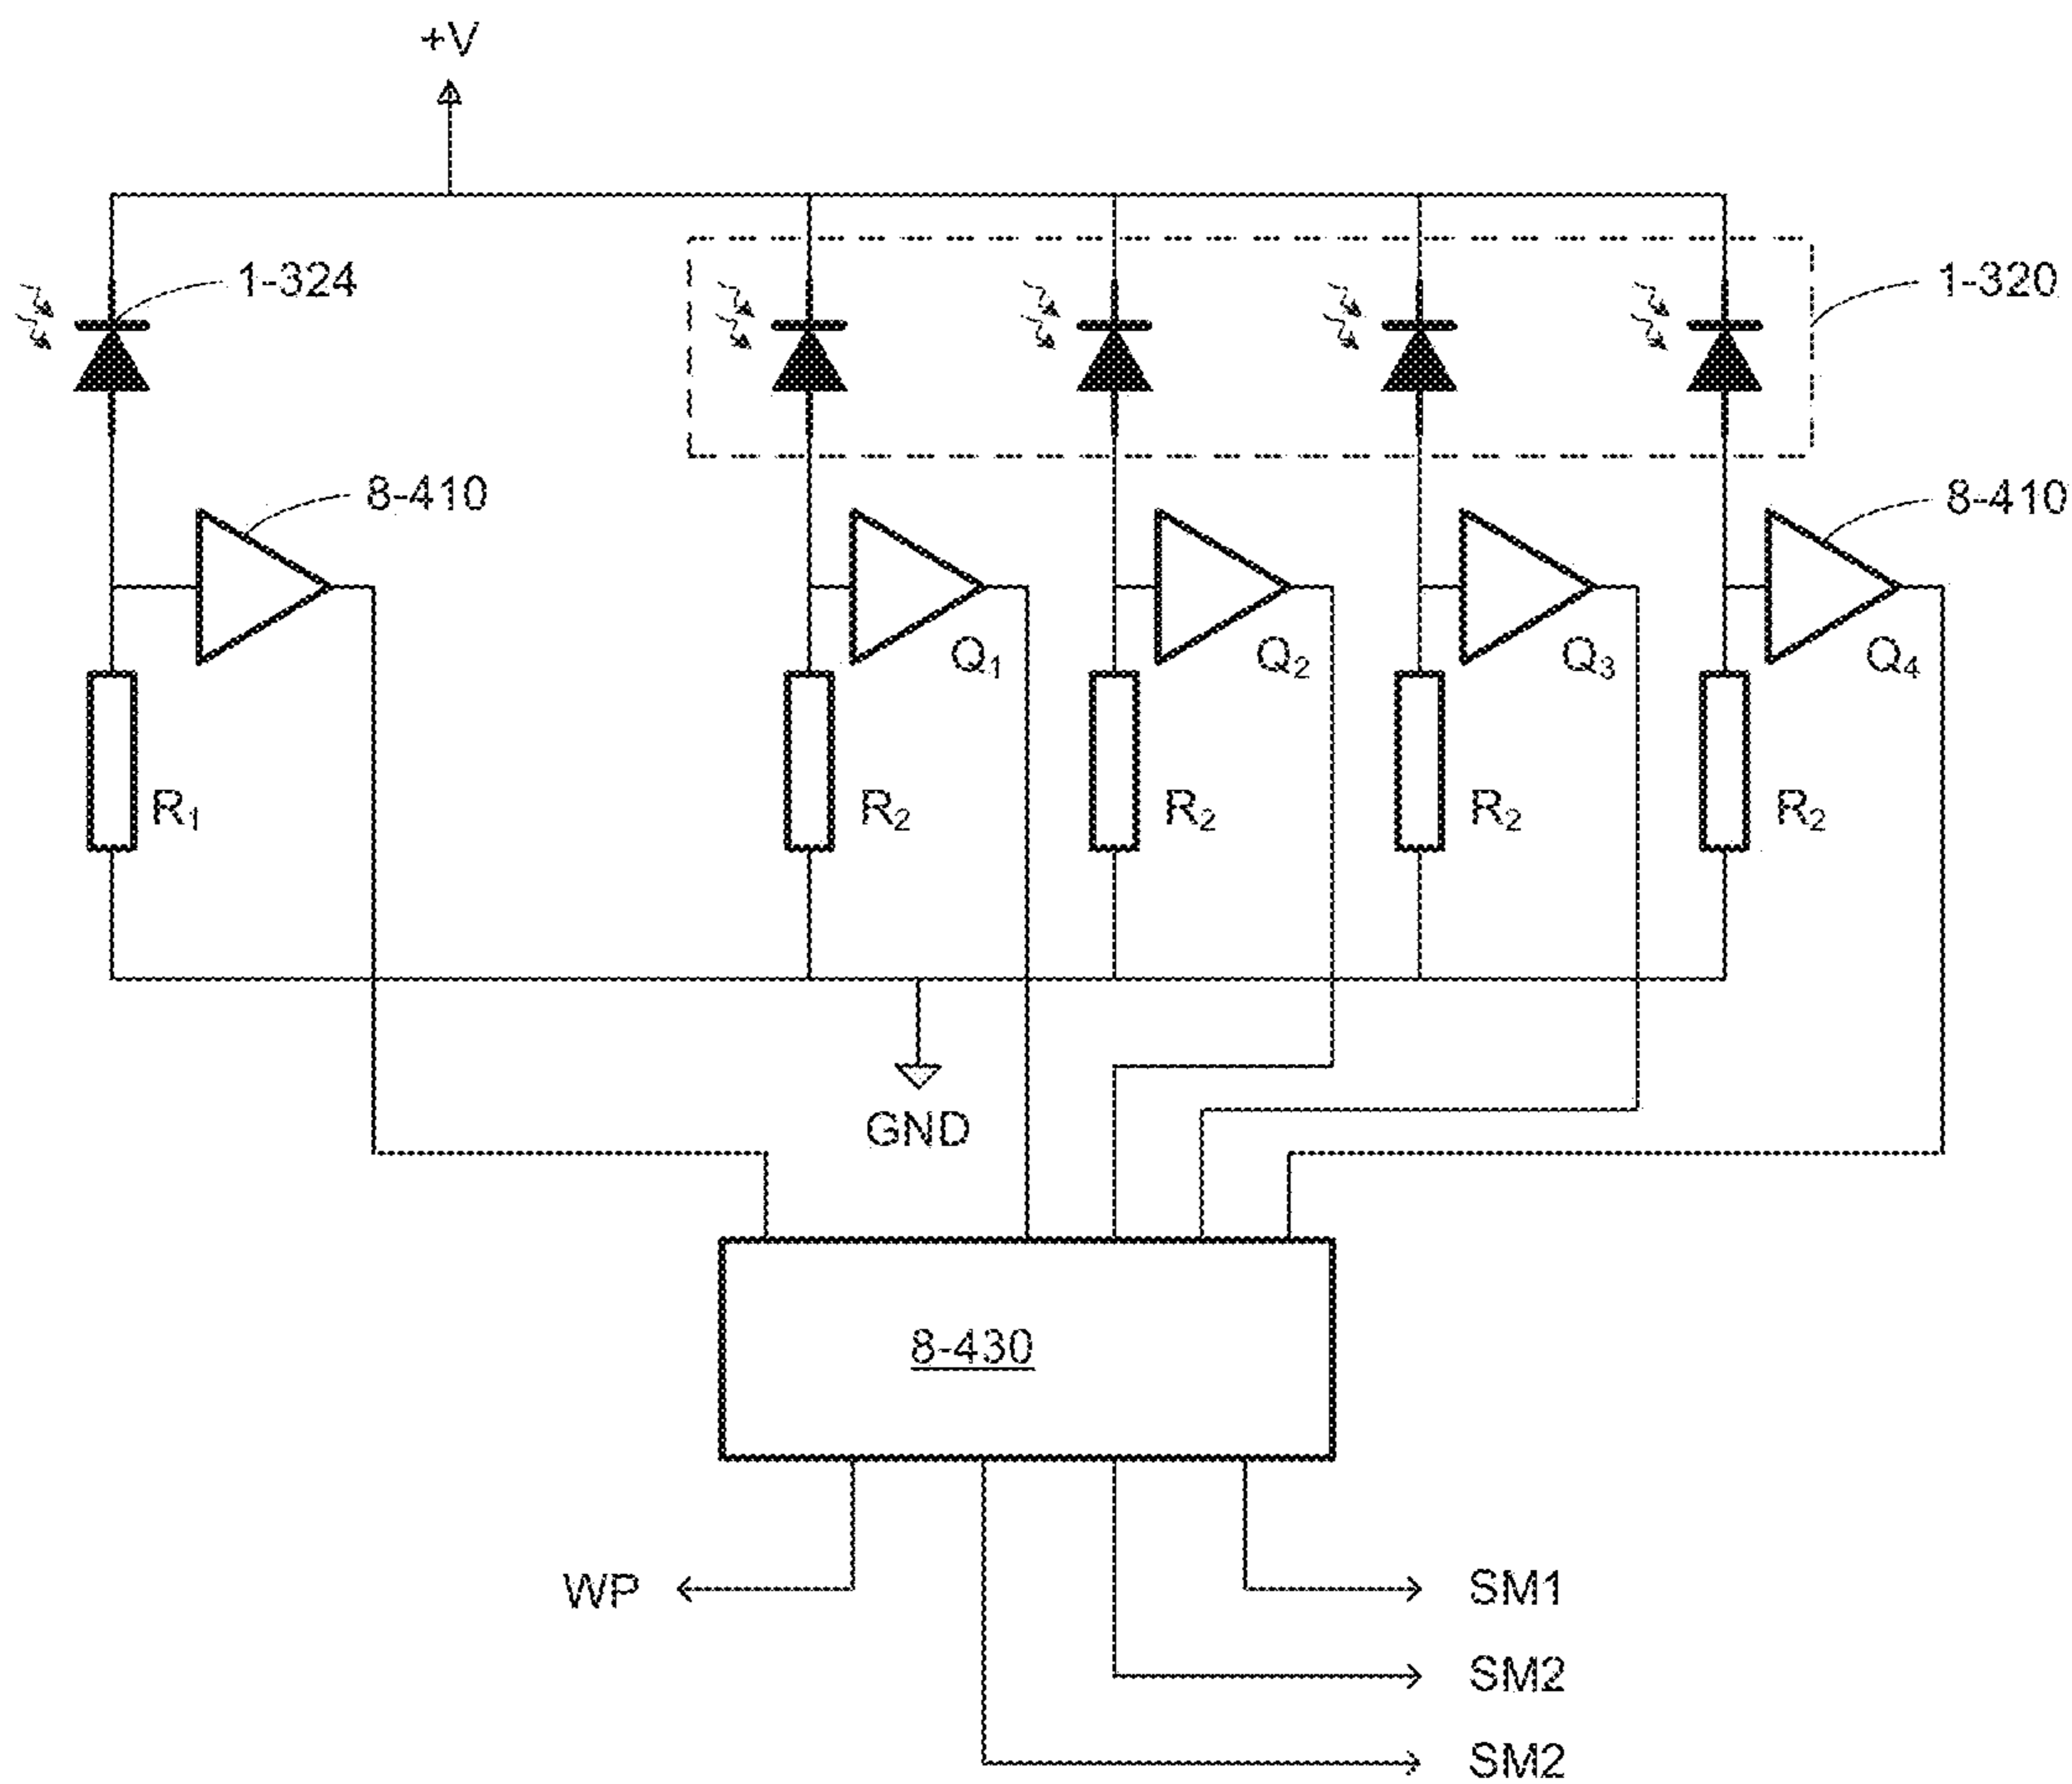 +V
1-324
1-320
8-410
8-410
Q1
Q2
Q3
Q4
R1
R2
R2
R2
R2
GND
8-430
WP
SM1
SM2
SM2